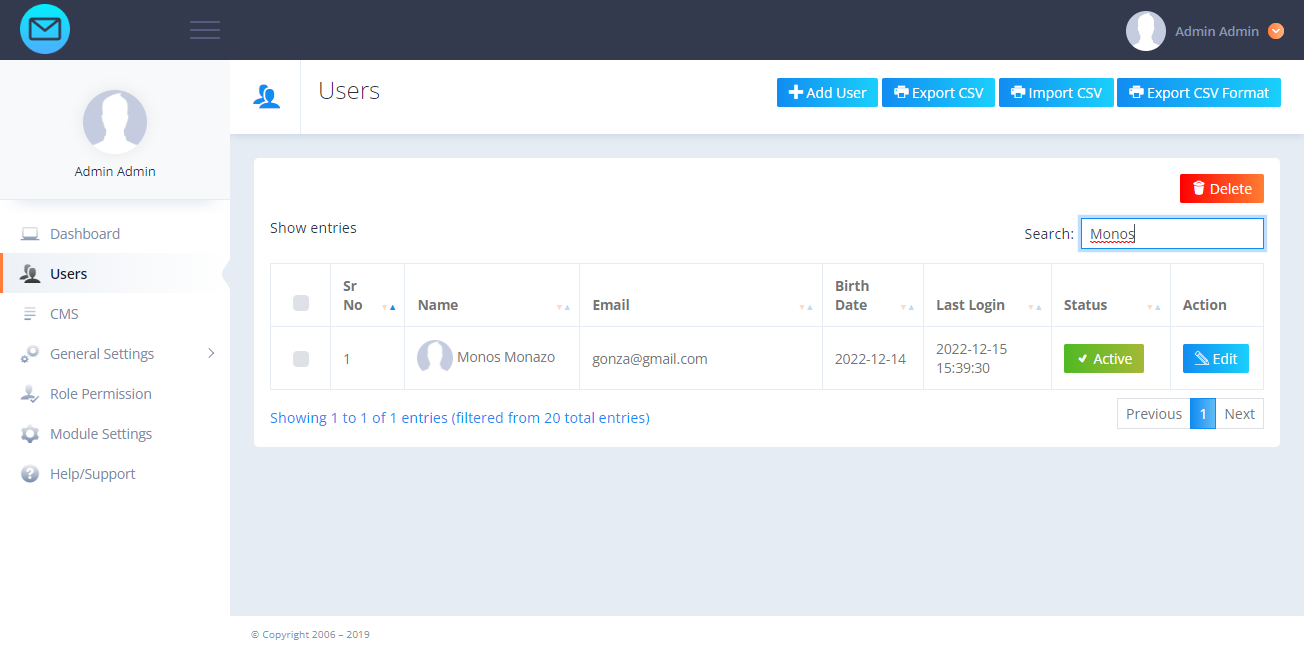 Admin Admin
Admin Admin
Dashboard
Users
CMS
General Settings
Role Permission
Module Settings
Help/Support
Users
Add User
Export CSV
Import CSV
Export CSV Format
Delete
Show entries
Search: Monos
Sr No
Name
Email
Birth Date
Last Login
Status
Action
1
Monos Monazo
gonza@gmail.com
2022-12-14
2022-12-15
15:39:30
Active
Edit
Showing 1 to 1 of 1 entries (filtered from 20 total entries)
Previous 1 Next
© Copyright 2006 – 2019